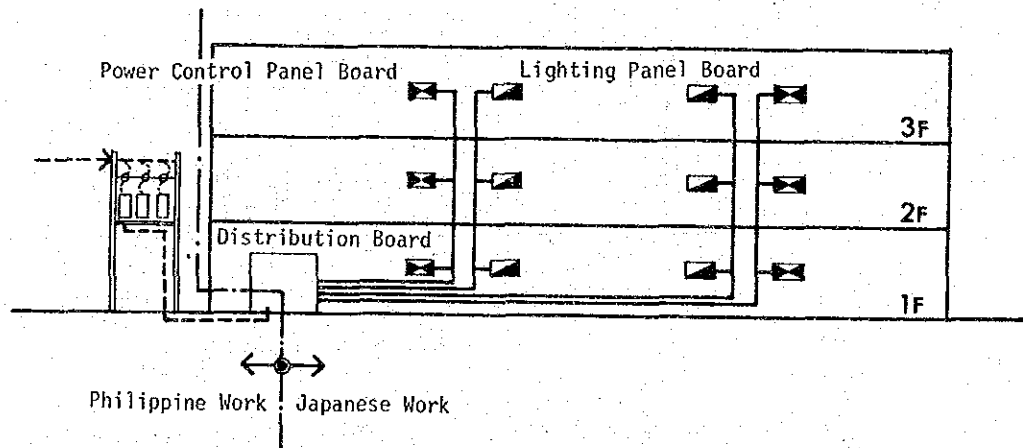 Power Control Panel Board
Lighting Panel Board
3F
2F
Distribution Board
1F
Philippine Work
Japanese Work